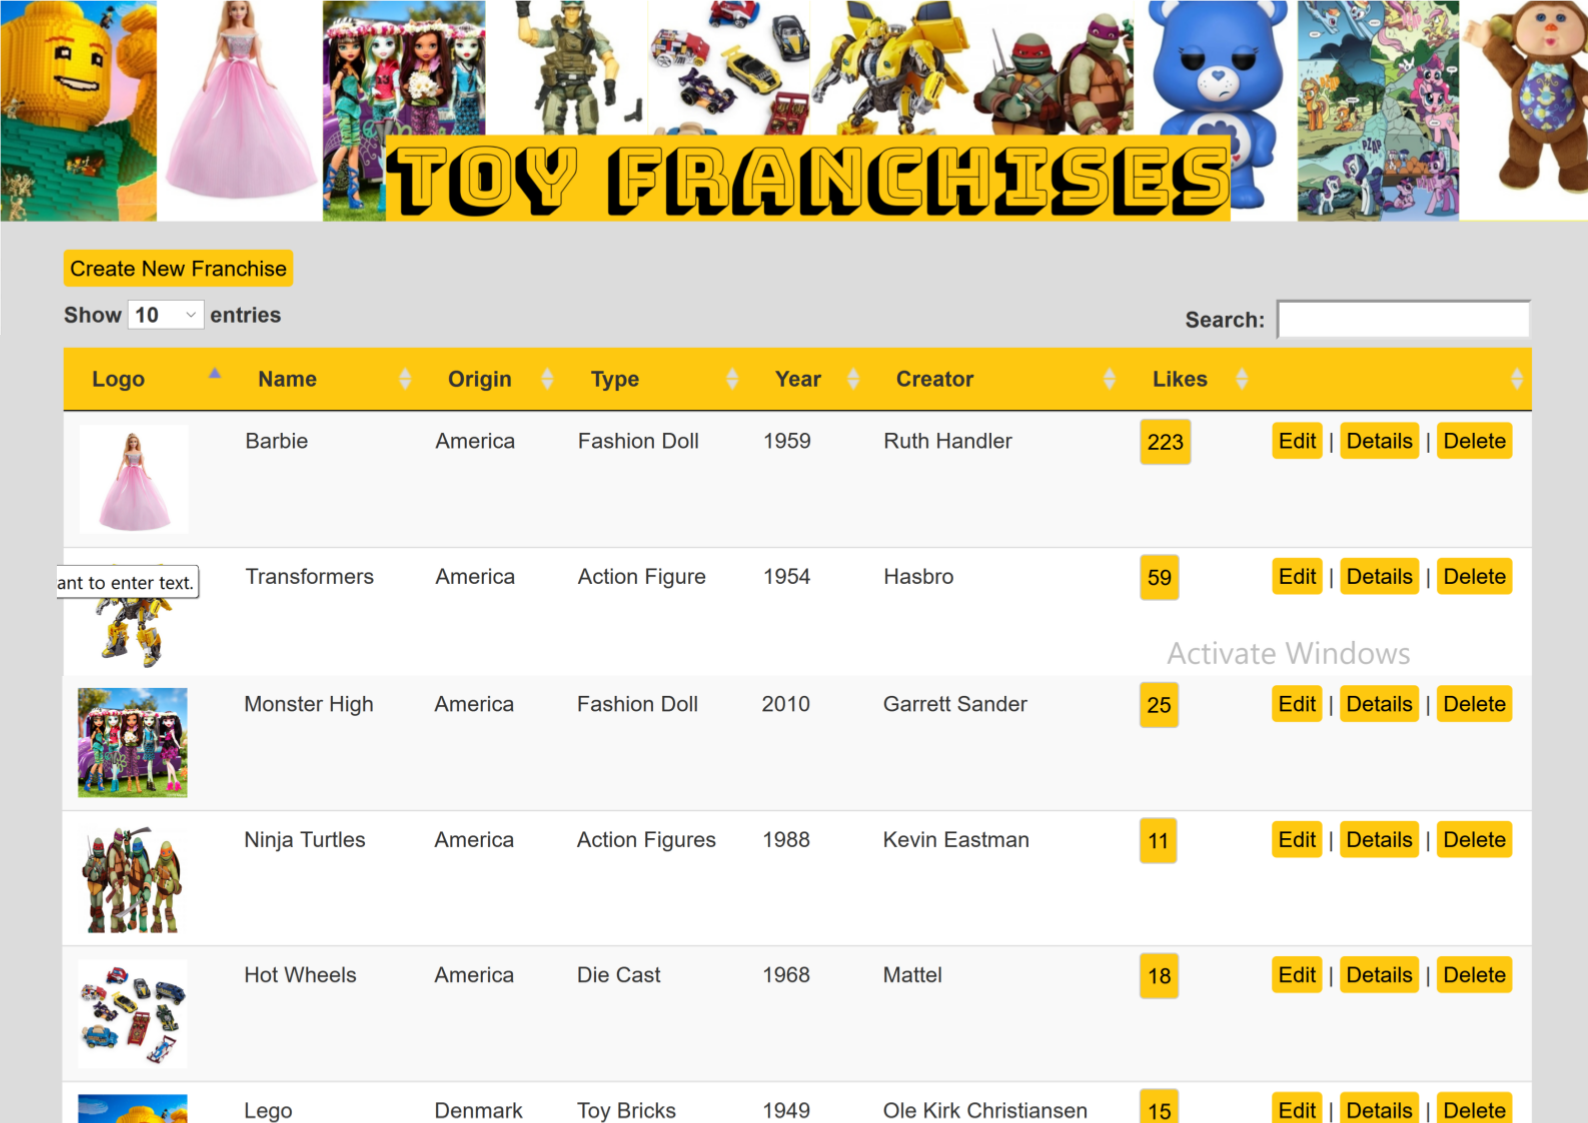 TOY FRANCHISES
Create New Franchise
Show 10 entries
Search:
Logo Name Origin Type Year Creator Likes
Barbie America Fashion Doll 1959 Ruth Handler 223 Edit | Details | Delete
ant to enter text.
Transformers America Action Figure 1954 Hasbro 59 Edit | Details | Delete
Activate Windows
Monster High America Fashion Doll 2010 Garrett Sander 25 Edit | Details | Delete
Ninja Turtles America Action Figures 1988 Kevin Eastman 11 Edit | Details | Delete
Hot Wheels America Die Cast 1968 Mattel 18 Edit | Details | Delete
Lego Denmark Toy Bricks 1949 Ole Kirk Christiansen 15 Edit | Details | Delete